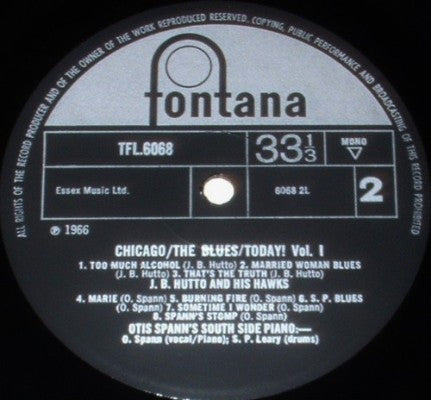 ALL RIGHTS OF THE RECORD PRODUCER AND OF THE OWNER OF THE WORK REPRODUCED RESERVED. COPYING, PUBLIC PERFORMANCE AND BROADCASTING OF THIS RECORD PROHIBITED
fontana
TFL.6068
33 1/3
MONO
Essex Music Ltd.
6068 2L
2
℗ 1966
CHICAGO/THE BLUES/TODAY! Vol. I
1. TOO MUCH ALCOHOL (J. B. Hutto) 2. MARRIED WOMAN BLUES
(J. B. Hutto) 3. THAT'S THE TRUTH (J. B. Hutto)
J. B. HUTTO AND HIS HAWKS
4. MARIE (O. Spann) 5. BURNING FIRE (O. Spann) 6. S. P. BLUES
(O. Spann) 7. SOMETIME I WONDER (O. Spann)
8. SPANN'S STOMP (O. Spann)
OTIS SPANN'S SOUTH SIDE PIANO:—
O. Spann (vocal/Piano); S. P. Leary (drums)